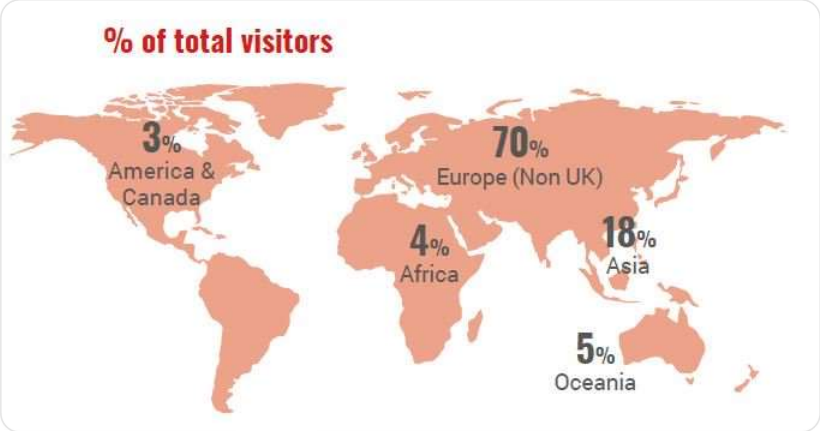 % of total visitors
3%
America &
Canada
70%
Europe (Non UK)
4%
Africa
18%
Asia
5%
Oceania